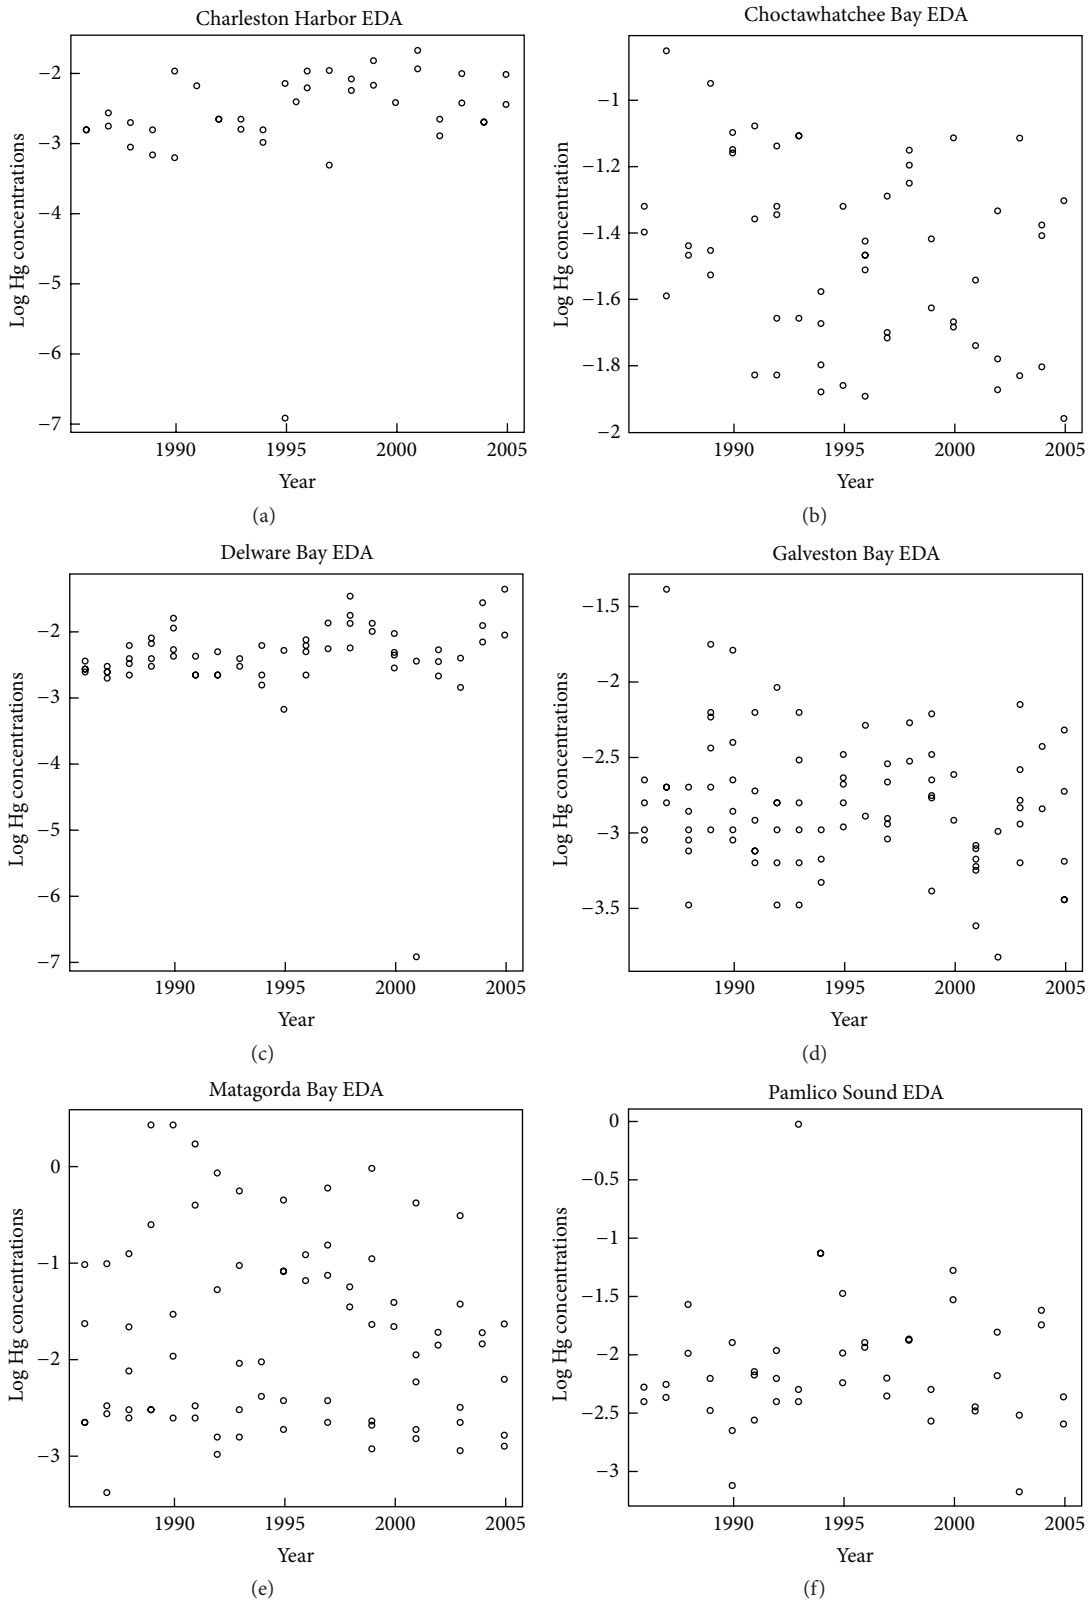 Charleston Harbor EDA
Log Hg concentrations
−2
−3
−4
−5
−6
−7
1990 1995 2000 2005
Year
(a)
Choctawhatchee Bay EDA
Log Hg concentration
−1
−1.2
−1.4
−1.6
−1.8
−2
1990 1995 2000 2005
Year
(b)
Delware Bay EDA
Log Hg concentrations
−2
−3
−4
−5
−6
−7
1990 1995 2000 2005
Year
(c)
Galveston Bay EDA
Log Hg concentrations
−1.5
−2
−2.5
−3
−3.5
1990 1995 2000 2005
Year
(d)
Matagorda Bay EDA
Log Hg concentrations
0
−1
−2
−3
1990 1995 2000 2005
Year
(e)
Pamlico Sound EDA
Log Hg concentrations
0
−0.5
−1
−1.5
−2
−2.5
−3
1990 1995 2000 2005
Year
(f)